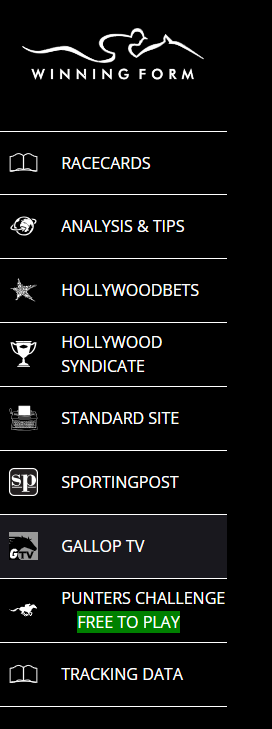 WINNING FORM
RACECARDS
ANALYSIS & TIPS
HOLLYWOODBETS
HOLLYWOOD
SYNDICATE
STANDARD SITE
sp
SPORTINGPOST
GTV
GALLOP TV
PUNTERS CHALLENGE
FREE TO PLAY
TRACKING DATA